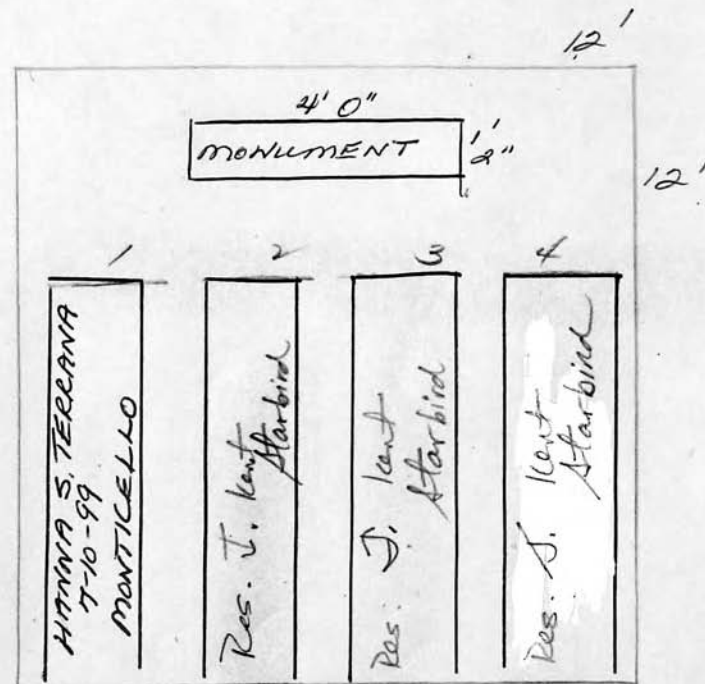 12'
4' 0"
MONUMENT
1'
2"
12'
1
2
3
4
HANNA S. TERRANA
7-10-99
MONTICELLO
Res. J. Kent
Starbird
Res. J. Kent
Starbird
Res. J. Kent
Starbird